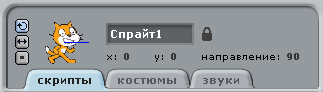 Спрайт1
x: 0 y: 0 направление: 90
скрипты костюмы звуки